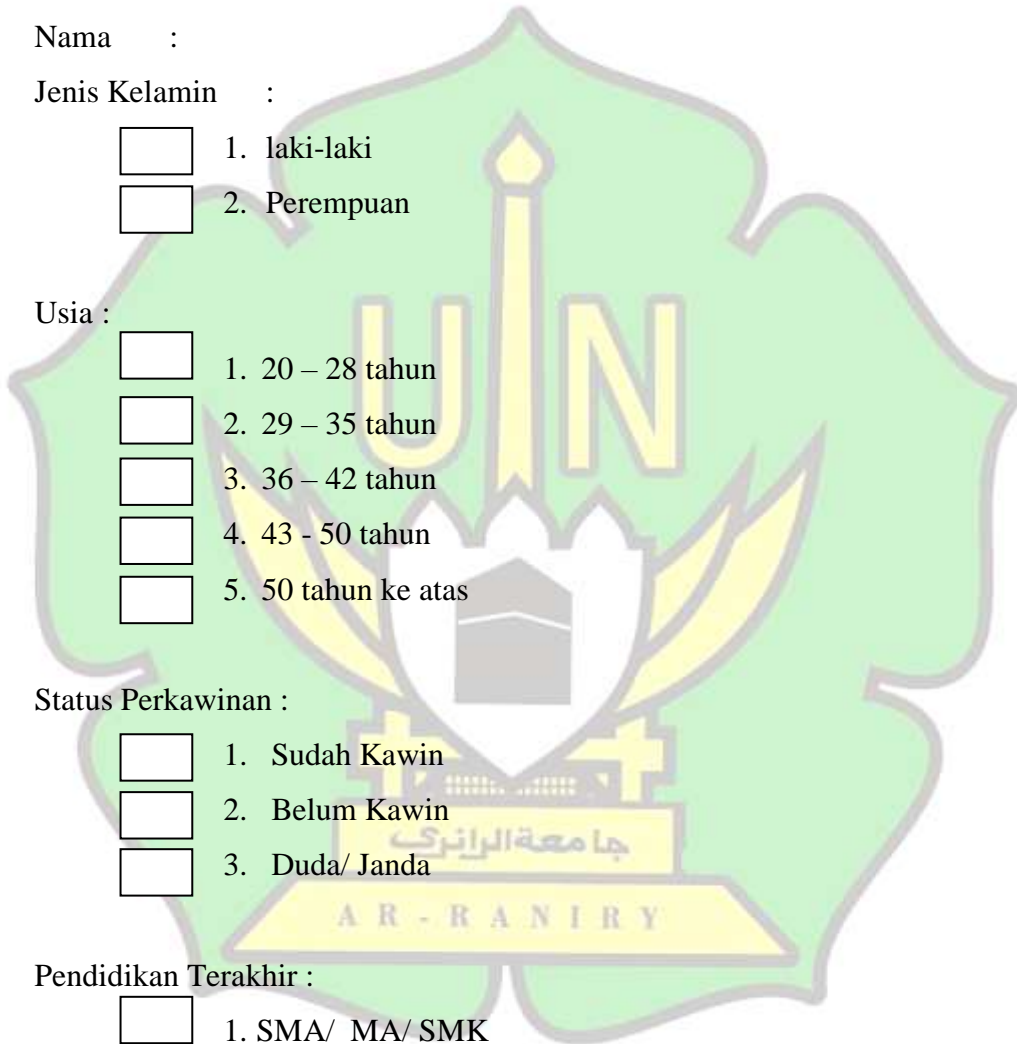 Nama :
Jenis Kelamin :
1. laki-laki
2. Perempuan
Usia :
1. 20 – 28 tahun
2. 29 – 35 tahun
3. 36 – 42 tahun
4. 43 - 50 tahun
5. 50 tahun ke atas
UIN
Status Perkawinan :
1. Sudah Kawin
2. Belum Kawin
3. Duda/ Janda
جامعةالرانري
AR-RANIRY
Pendidikan Terakhir :
1. SMA/ MA/ SMK